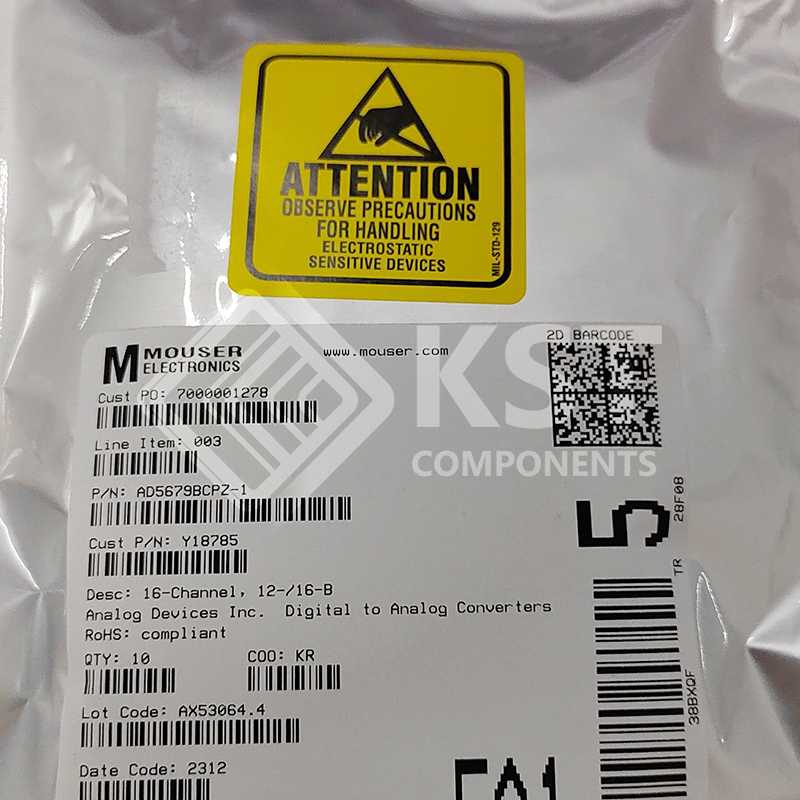 ATTENTION
OBSERVE PRECAUTIONS
FOR HANDLING
ELECTROSTATIC
SENSITIVE DEVICES
MIL-STD-129
KST
COMPONENTS
M MOUSER
ELECTRONICS
www.mouser.com
2D BARCODE
Cust PO: 7000001278
Line Item: 003
P/N: AD5679BCPZ-1
Cust P/N: Y18785
Desc: 16-Channel, 12-/16-B
Analog Devices Inc. Digital to Analog Converters
RoHS: compliant
QTY: 10 COO: KR
Lot Code: AX53064.4
Date Code: 2312
5
28F08
TR
38BXQF